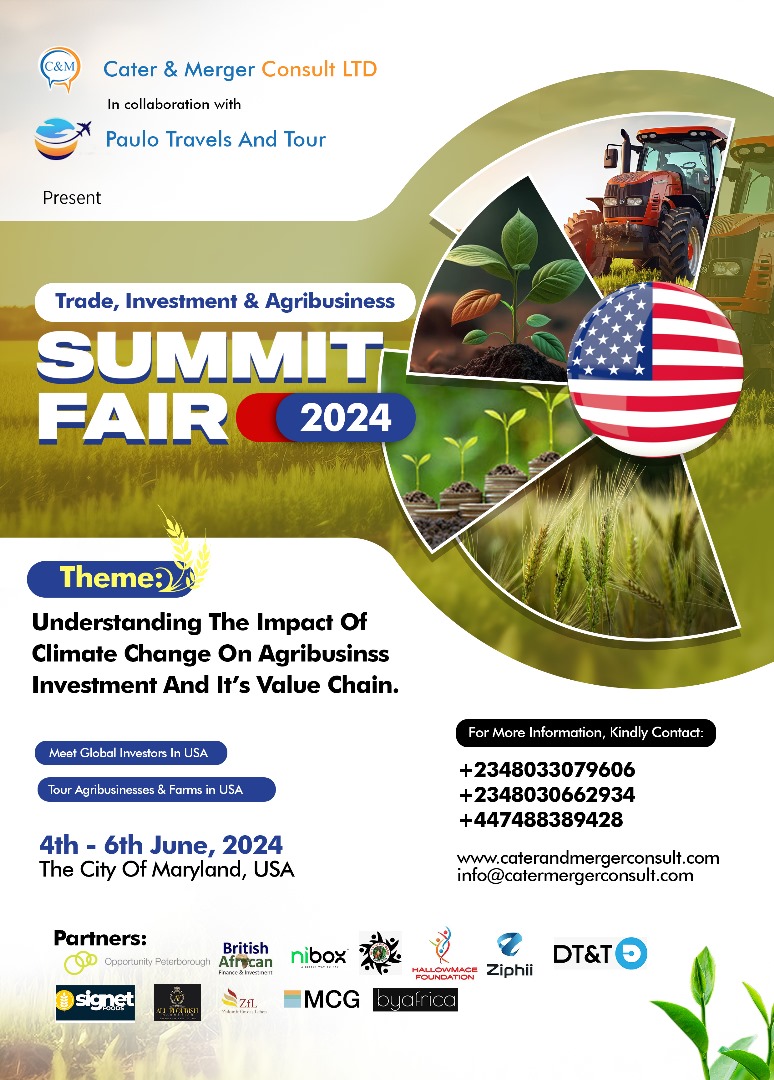 C&M
Cater & Merger Consult LTD
In collaboration with
Paulo Travels And Tour
Present
Trade, Investment & Agribusiness
SUMMIT
FAIR 2024
Theme:
Understanding The Impact Of
Climate Change On Agribusinss
Investment And It's Value Chain.
Meet Global Investors In USA
Tour Agribusinesses & Farms in USA
4th - 6th June, 2024
The City Of Maryland, USA
For More Information, Kindly Contact:
+2348033079606
+2348030662934
+447488389428
www.caterandmergerconsult.com
info@catermergerconsult.com
Partners:
Opportunity Peterborough
British
African
Finance & Investment
nibox
HALLOWMACE
FOUNDATION
Ziphii
DT&T
signet
FOODS
ZfL
MCG
byafrica